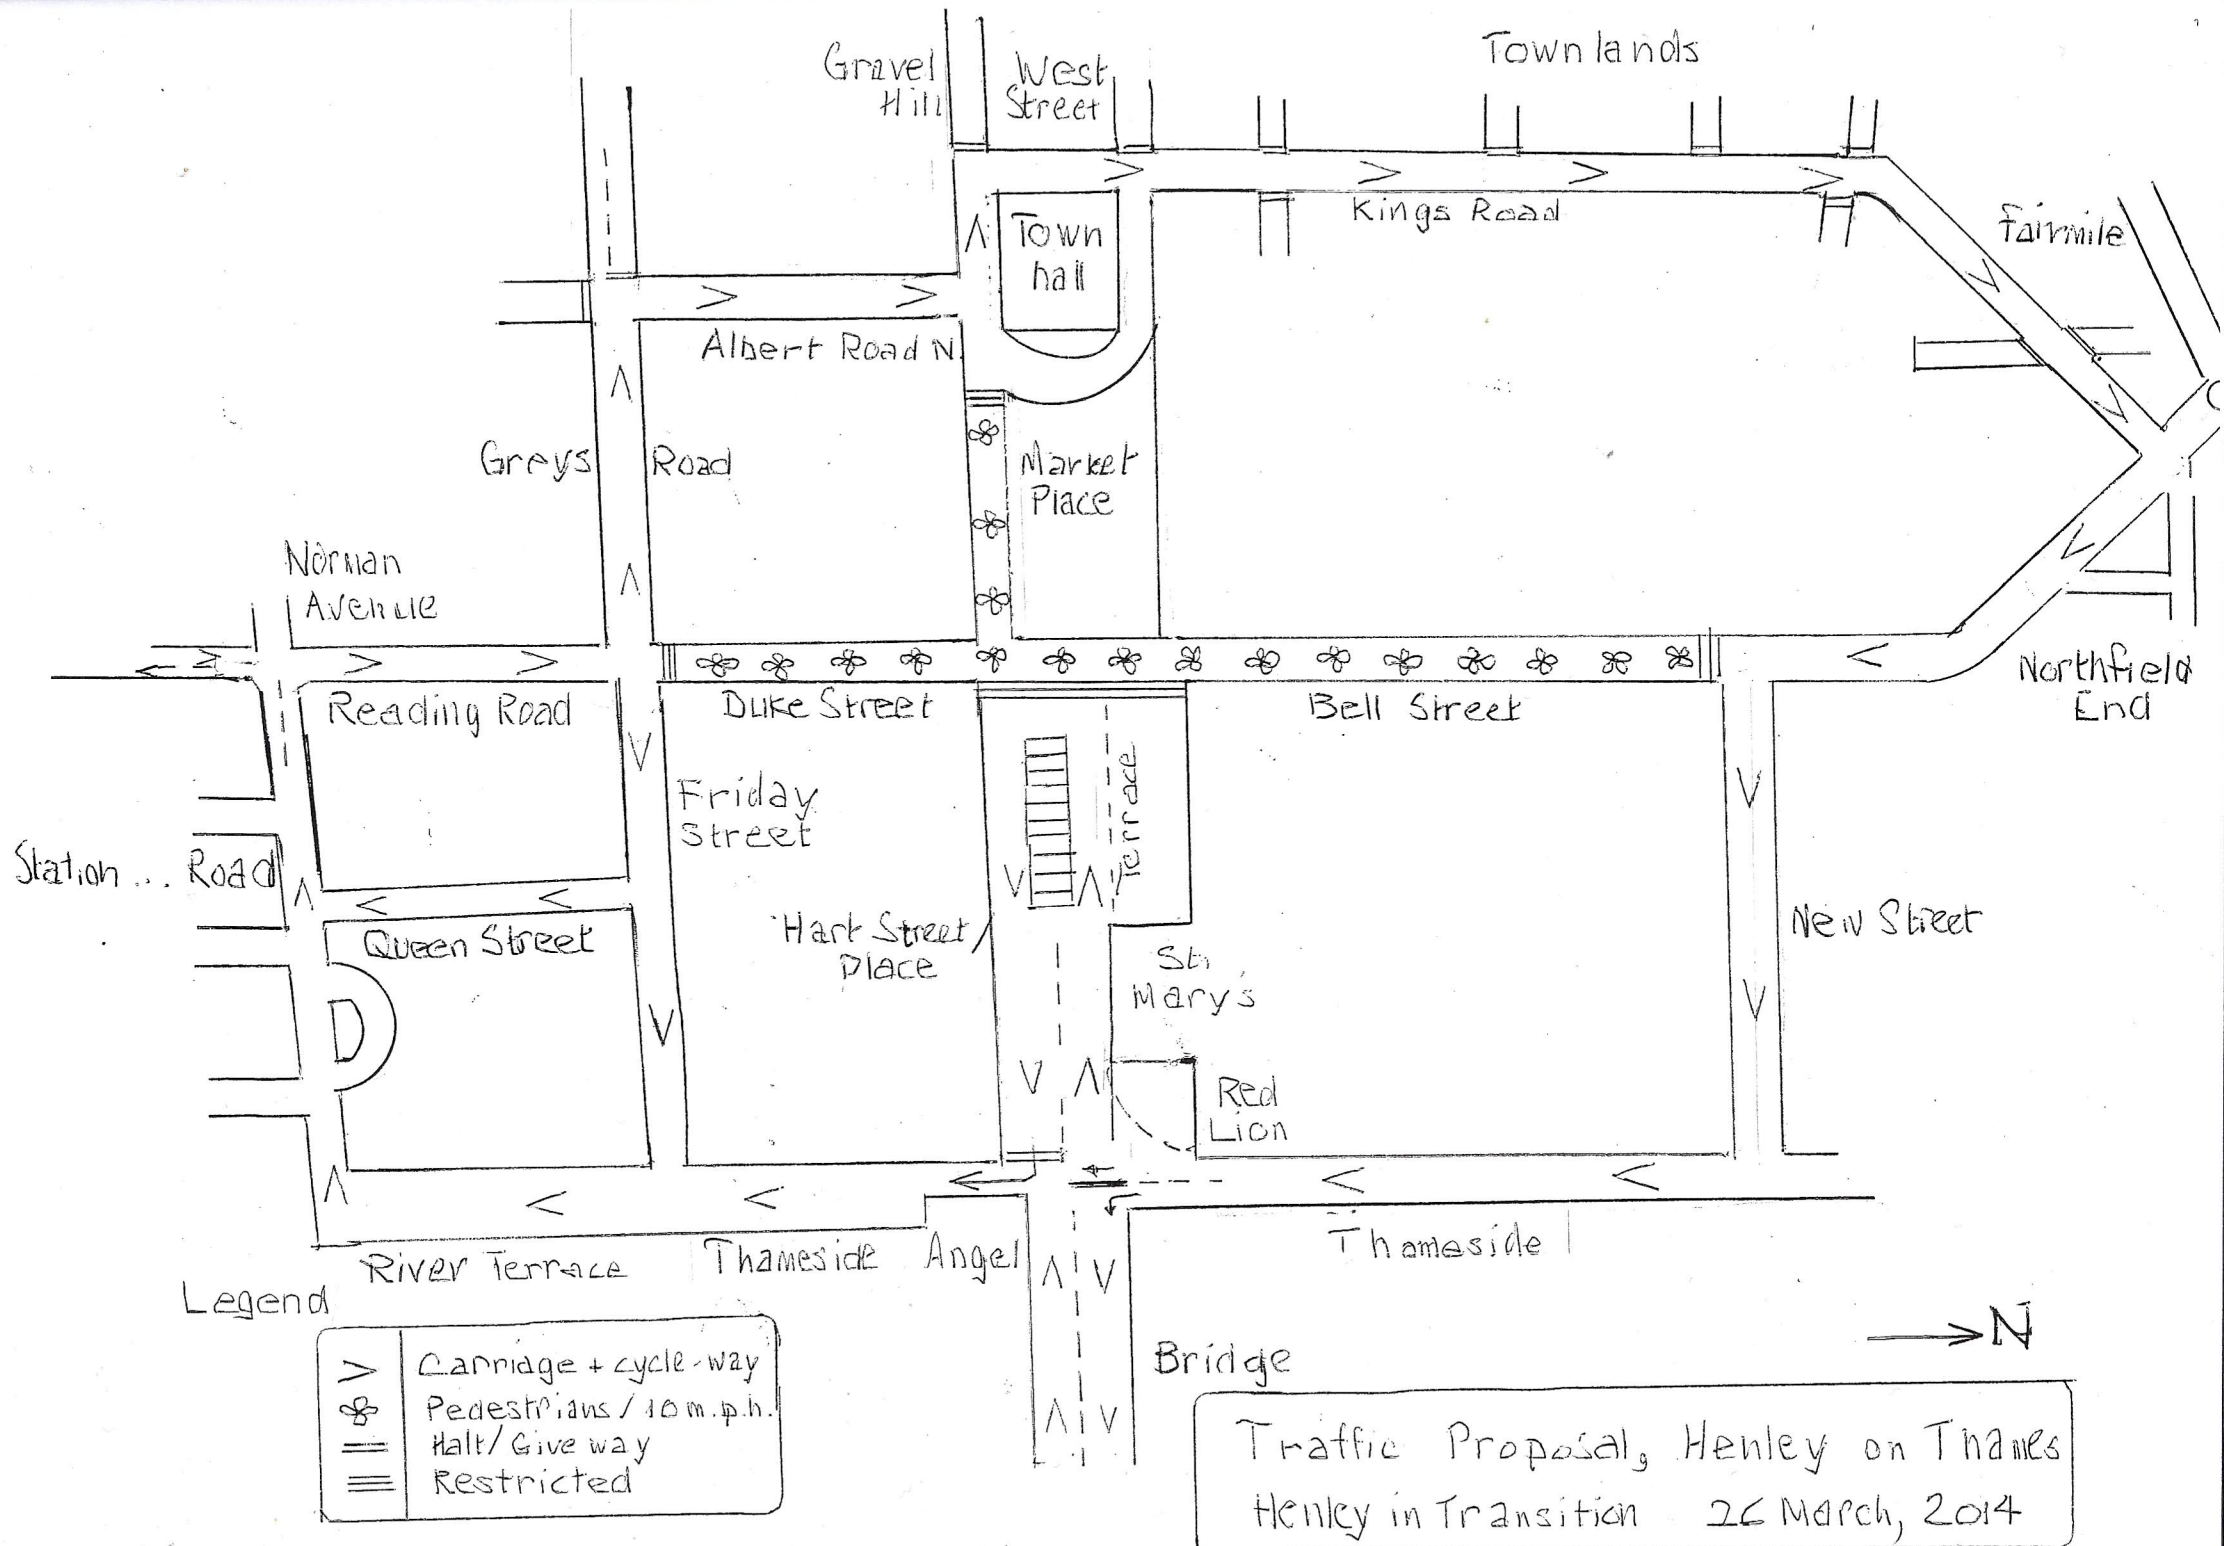 Gravel
Hill
West
Street
Townlands
Town
hall
Kings Road
Fairmile
Albert Road N.
Greys Road
Market
Place
Norman
Avenue
Reading Road
Duke Street
Bell Street
Northfield
End
Friday
Street
Terrace
Station ... Road
Queen Street
Hart Street/
Place
St.
Mary's
New Street
Red
Lion
River Terrace
Thameside
Angel
Thameside
Legend
> Carriage + cycle-way
Pedestrians / 10 m.p.h.
Halt/Give way
Restricted
Bridge
N
Traffic Proposal, Henley on Thames
Henley in Transition 26 March, 2014